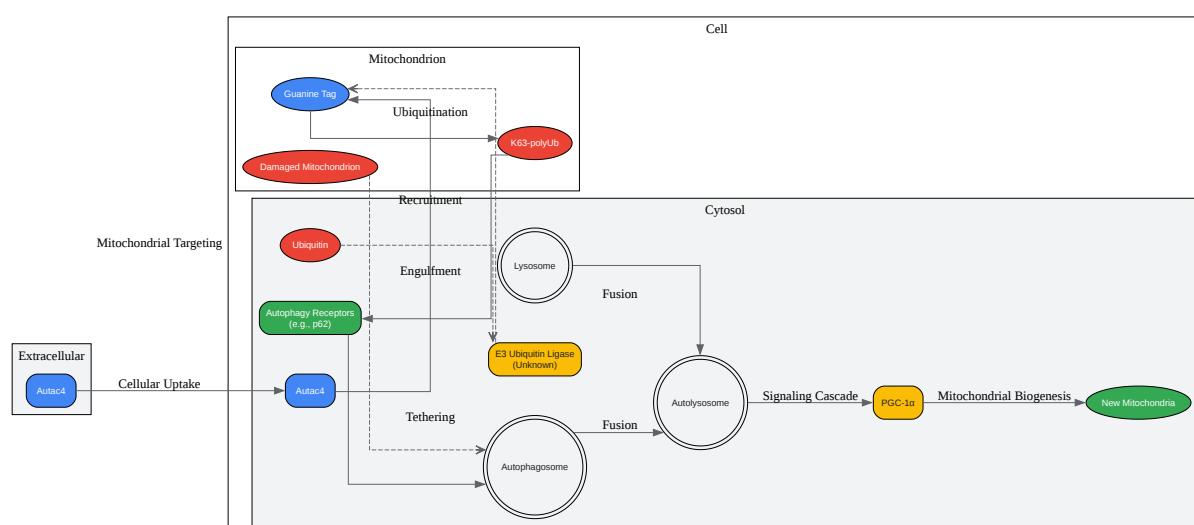 Cell
Mitochondrion
Guanine Tag
Ubiquitination
K63-polyUb
Damaged Mitochondrion
Recruitment
Cytosol
Mitochondrial Targeting
Ubiquitin
Lysosome
Engulfment
Fusion
Autophagy Receptors
(e.g., p62)
E3 Ubiquitin Ligase
(Unknown)
Extracellular
Autac4
Cellular Uptake
Autac4
Tethering
Autophagosome
Fusion
Autolysosome
Signaling Cascade
PGC-1α
Mitochondrial Biogenesis
New Mitochondria